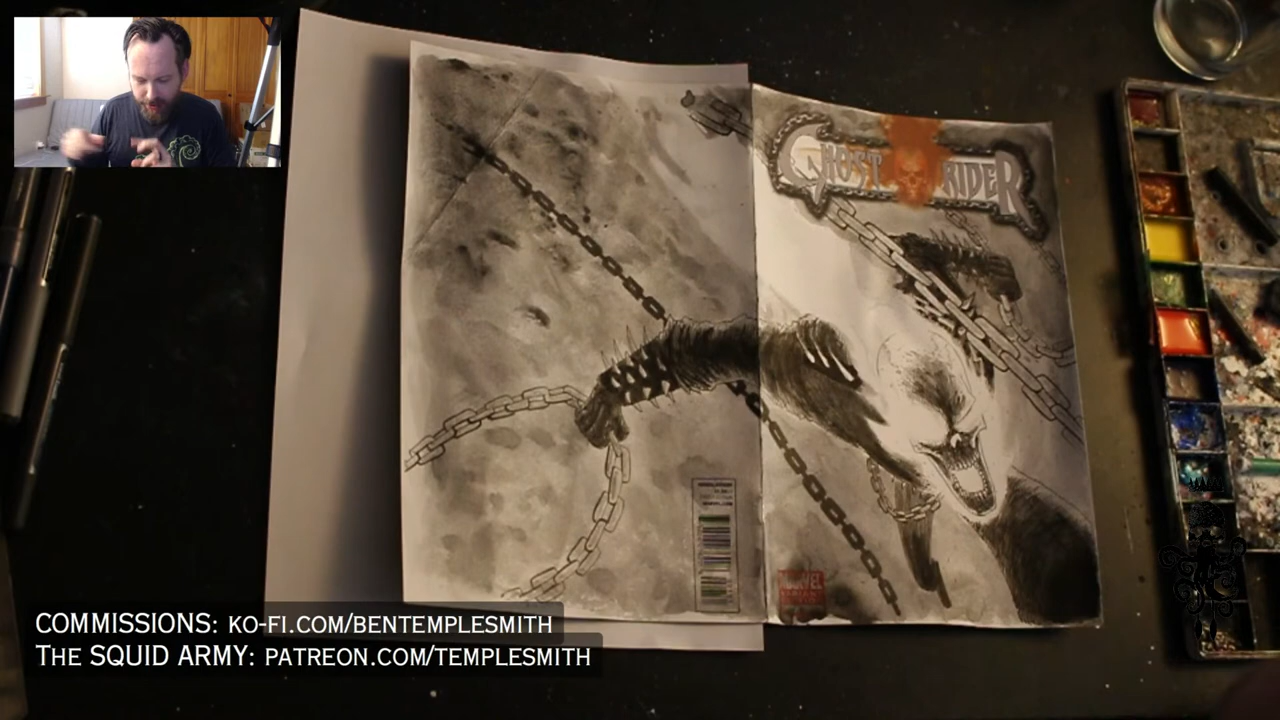 GHOST RIDER
MARVEL
COMMISSIONS: KO-FI.COM/BENTEMPLESMITH
THE SQUID ARMY: PATREON.COM/TEMPLESMITH